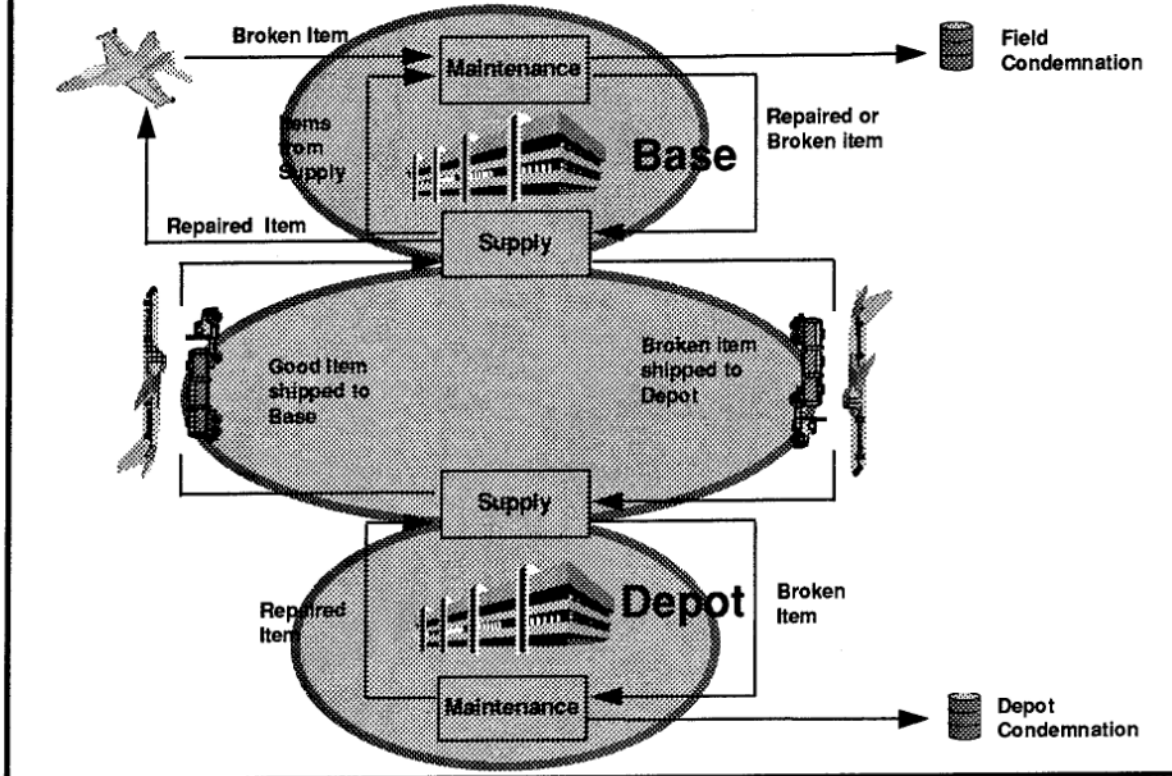 Broken Item
Maintenance
Field
Condemnation
Items
from
Supply
Repaired or
Broken item
Base
Repaired Item
Supply
Good Item
shipped to
Base
Broken item
shipped to
Depot
Supply
Repaired
Item
Depot
Broken
Item
Maintenance
Depot
Condemnation